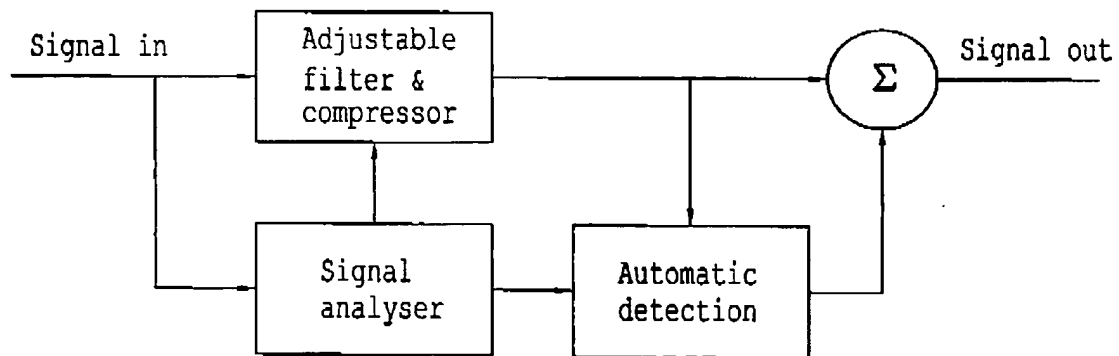 Signal in
Adjustable
filter &
compressor
Σ
Signal out
Signal
analyser
Automatic
detection